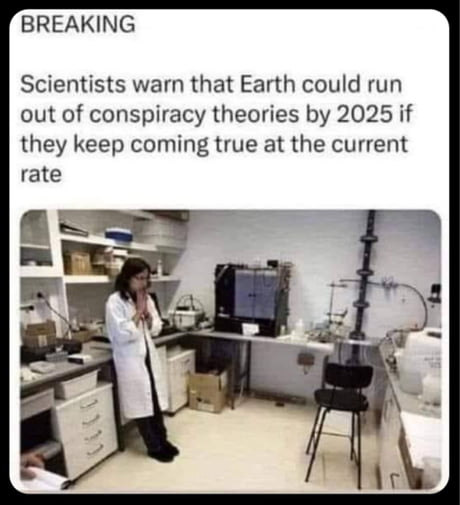 BREAKING
Scientists warn that Earth could run
out of conspiracy theories by 2025 if
they keep coming true at the current
rate